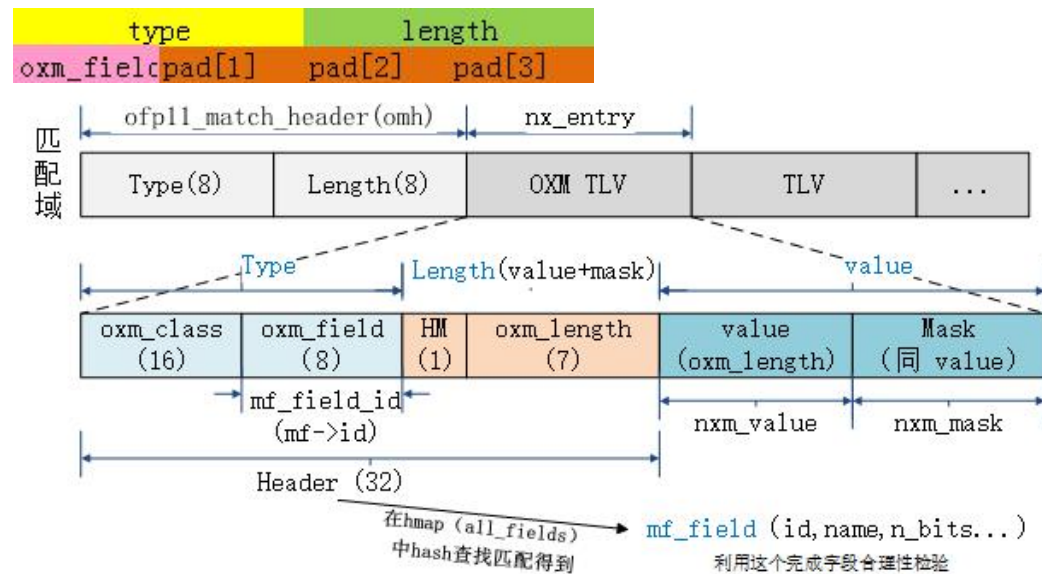 type length
oxm_field pad[1] pad[2] pad[3]
匹配域
ofp11_match_header(omh) nx_entry
Type(8) Length(8) OXM TLV TLV ...
Type Length(value+mask) value
oxm_class oxm_field HM oxm_length value Mask
(16) (8) (1) (7) (oxm_length) (同 value)
mf_field_id nxm_value nxm_mask
(mf->id)
Header (32)
在hmap (all_fields)
中hash查找匹配得到
mf_field (id,name,n_bits...)
利用这个完成字段合理性检验